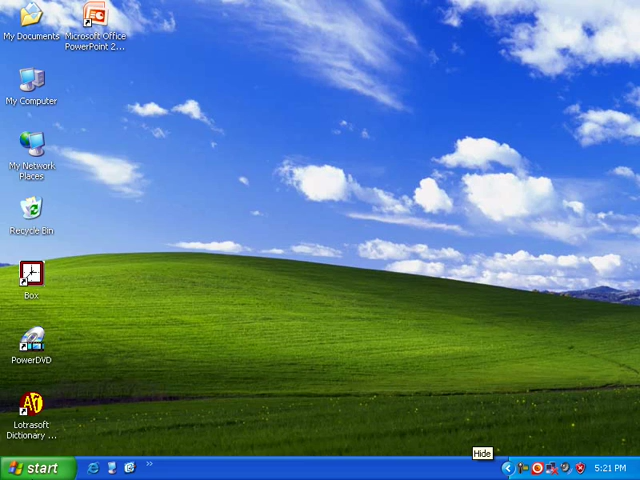 My Documents
Microsoft Office
PowerPoint 2...
My Computer
My Network
Places
Recycle Bin
Box
PowerDVD
Lotrasoft
Dictionary ...
Hide
start
5:21 PM